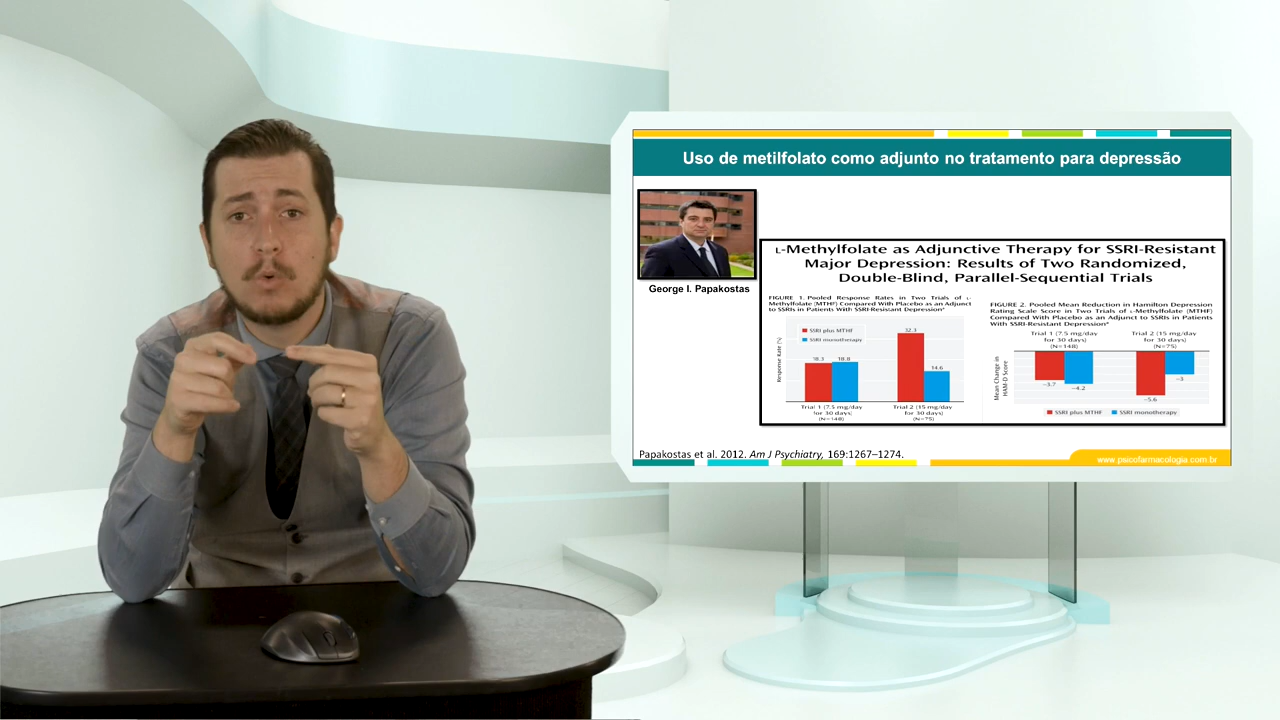 Uso de metilfolato como adjunto no tratamento para depressão
George I. Papakostas
L-Methylfolate as Adjunctive Therapy for SSRI-Resistant
Major Depression: Results of Two Randomized,
Double-Blind, Parallel-Sequential Trials
FIGURE 1. Pooled Response Rates in Two Trials of L-
Methylfolate (MTHF) Compared With Placebo as an Adjunct
to SSRIs in Patients With SSRI-Resistant Depressionª
SSRI plus MTHF
SSRI monotherapy
Response Rate (%)
18.3
18.8
32.3
14.6
Trial 1 (7.5 mg/day
for 30 days)
(N=148)
Trial 2 (15 mg/day
for 30 days)
(N=75)
FIGURE 2. Pooled Mean Reduction in Hamilton Depression
Rating Scale Score in Two Trials of L-Methylfolate (MTHF)
Compared With Placebo as an Adjunct to SSRIs in Patients
With SSRI-Resistant Depressionª
Trial 1 (7.5 mg/day
for 30 days)
(N=148)
Trial 2 (15 mg/day
for 30 days)
(N=75)
Mean Change in
HAM-D Score
−3.7
−4.2
−5.6
−3
SSRI plus MTHF
SSRI monotherapy
Papakostas et al. 2012. Am J Psychiatry, 169:1267–1274.
www.psicofarmacologia.com.br